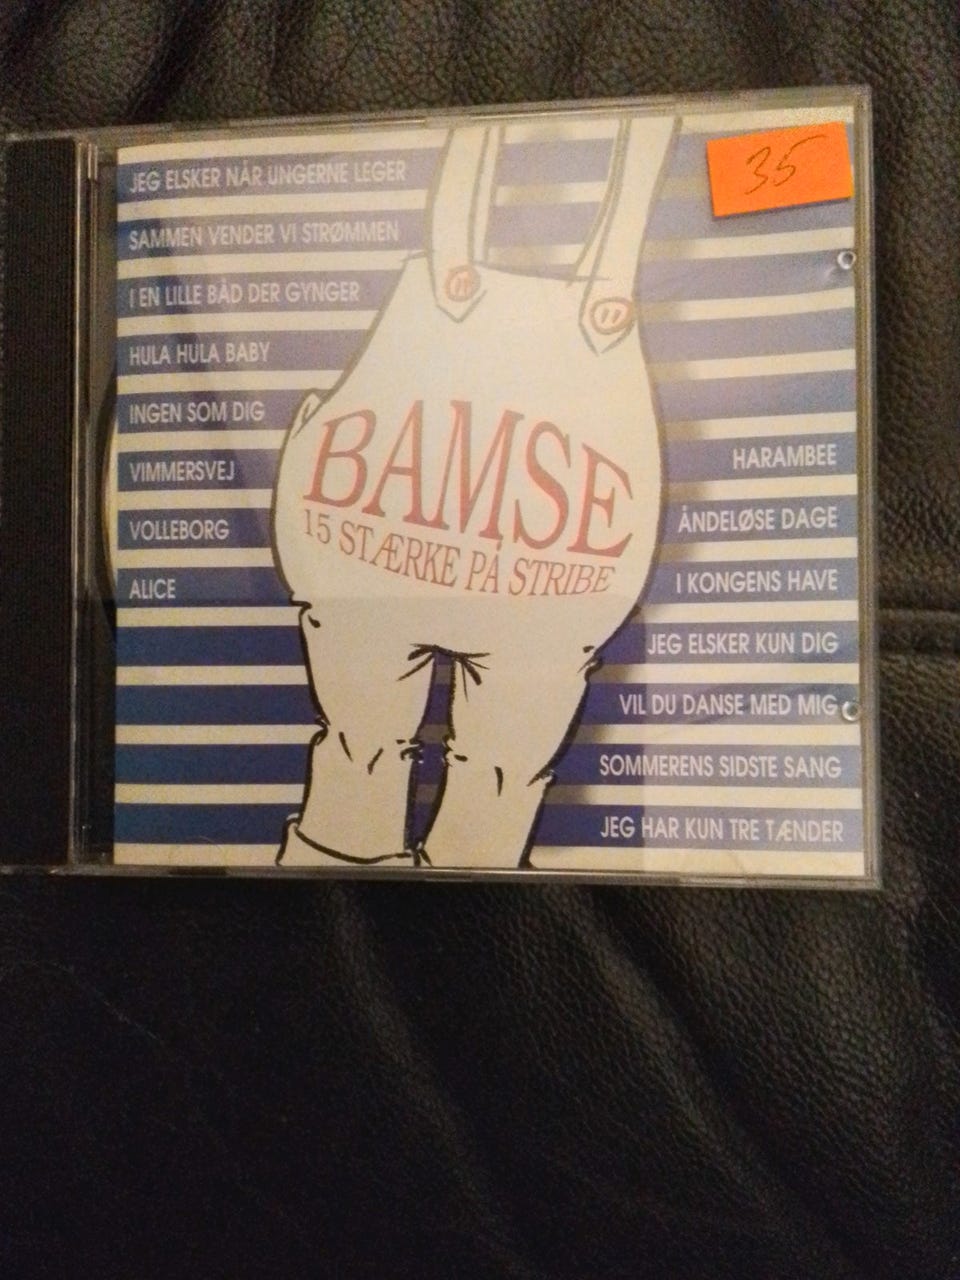 JEG ELSKER NÅR UNGERNE LEGER
SAMMEN VENDER VI STRØMMEN
I EN LILLE BÅD DER GYNGER
HULA HULA BABY
INGEN SOM DIG
VIMMERSVEJ
VOLLEBORG
ALICE
35
BAMSE
15 STÆRKE PÅ STRIBE
HARAMBEE
ÅNDELØSE DAGE
I KONGENS HAVE
JEG ELSKER KUN DIG
VIL DU DANSE MED MIG
SOMMERENS SIDSTE SANG
JEG HAR KUN TRE TÆNDER